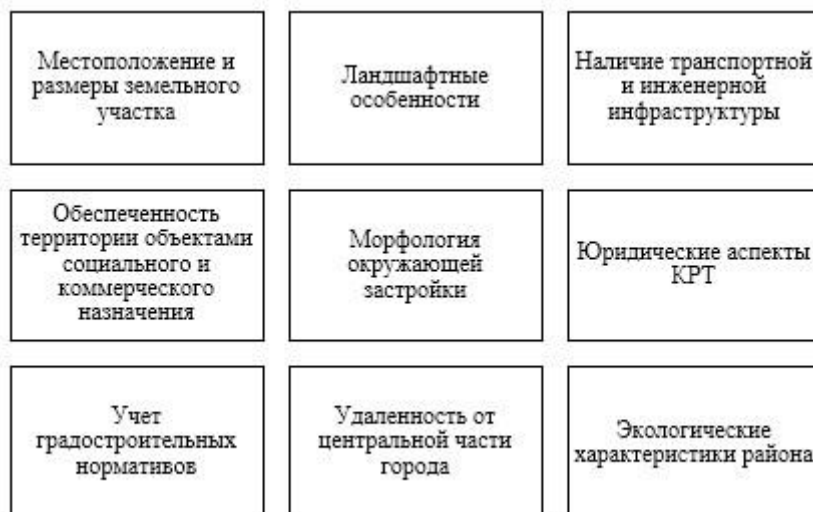 Местоположение и
размеры земельного
участка
Ландшафтные
особенности
Наличие транспортной
и инженерной
инфраструктуры
Обеспеченность
территории объектами
социального и
коммерческого
назначения
Морфология
окружающей
застройки
Юридические аспекты
КРТ
Учет
градостроительных
нормативов
Удаленность от
центральной части
города
Экологические
характеристики района